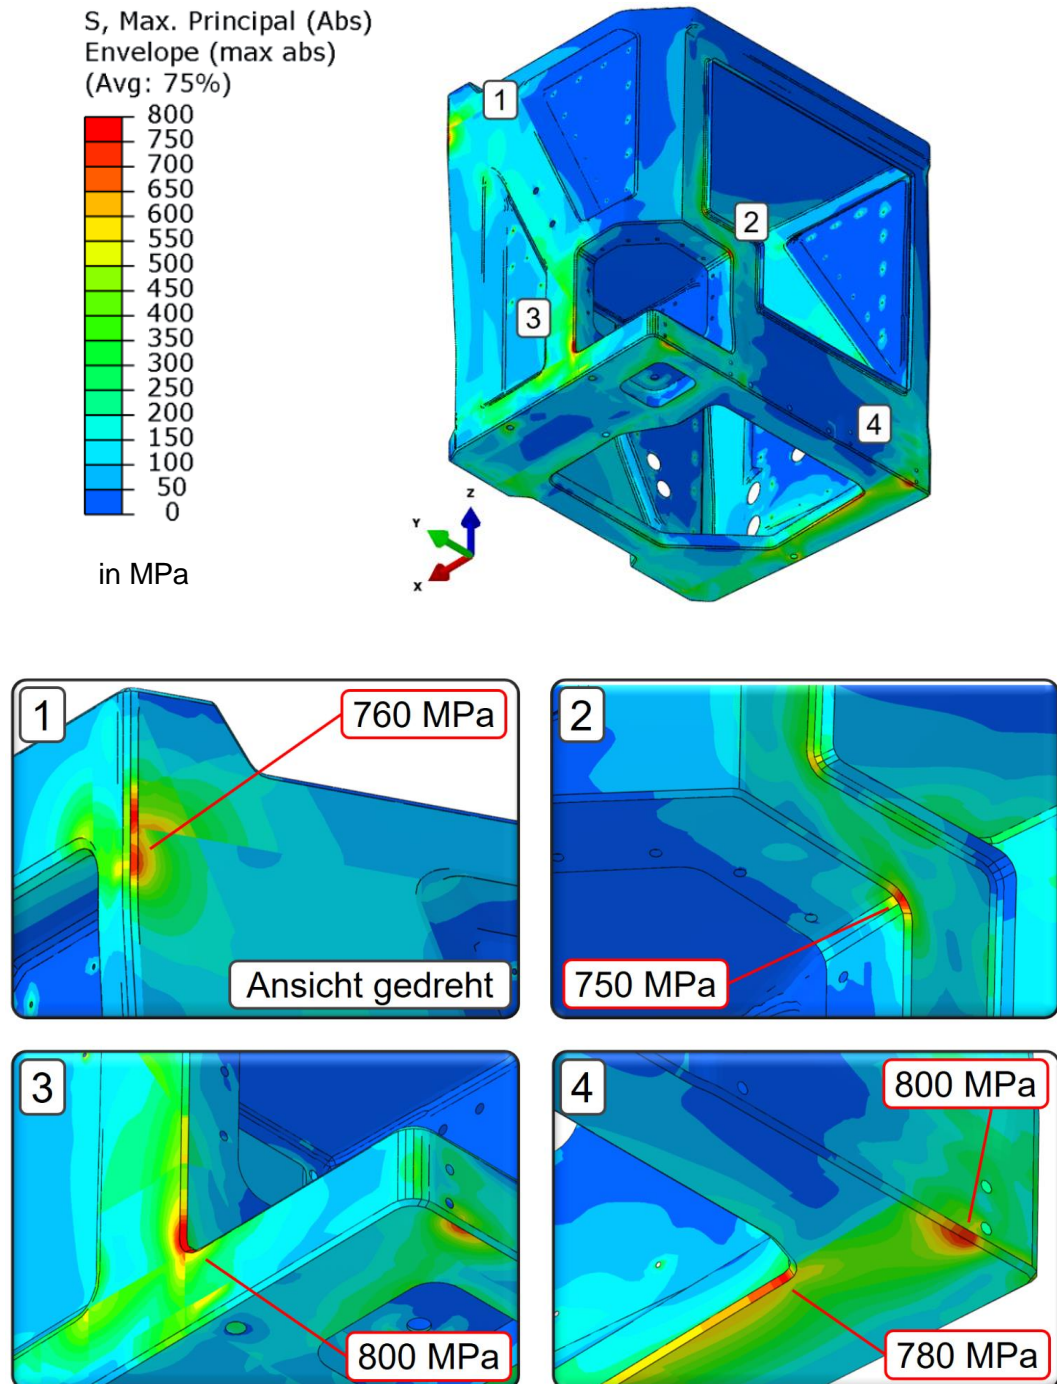 S, Max. Principal (Abs)
Envelope (max abs)
(Avg: 75%)
800
750
700
650
600
550
500
450
400
350
300
250
200
150
100
50
0
in MPa
1
2
3
4
Z
Y
X
1
760 MPa
Ansicht gedreht
2
750 MPa
3
800 MPa
4
800 MPa
780 MPa